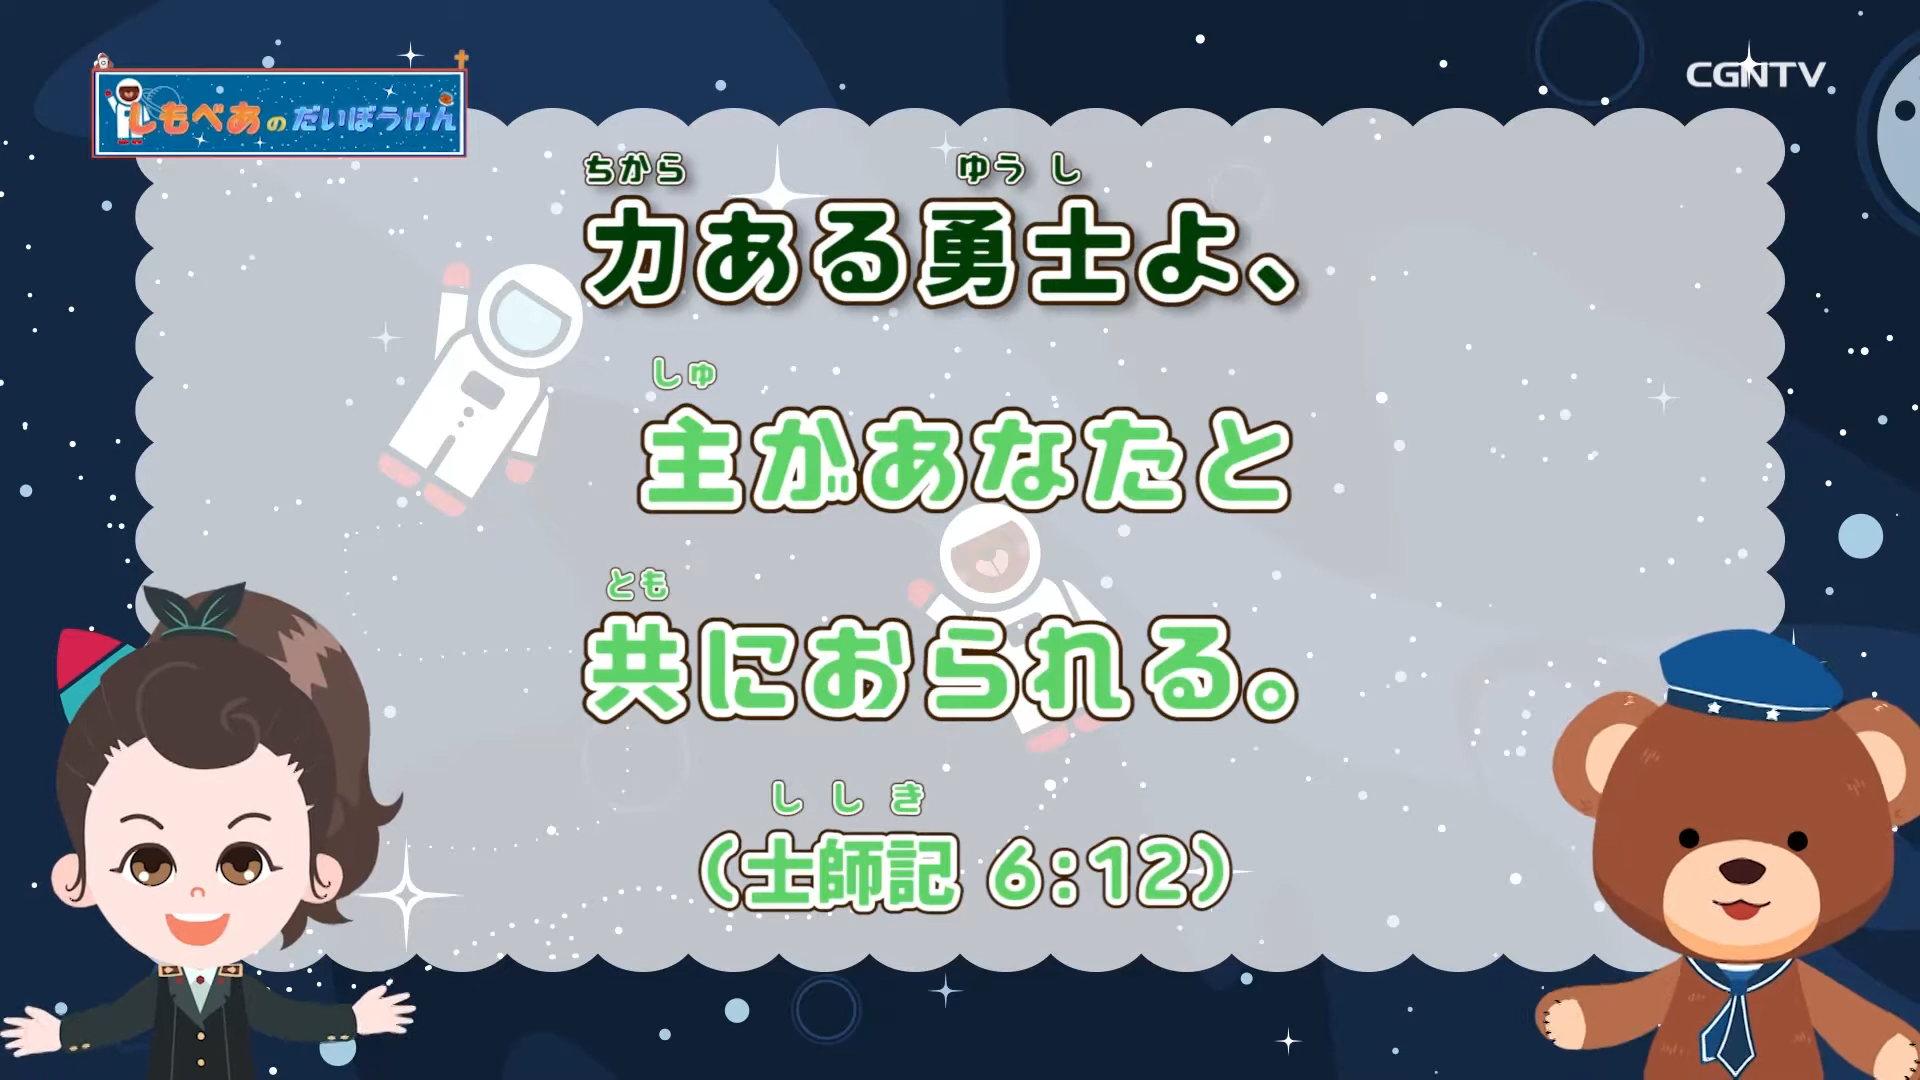 しもべあのだいぼうけん
CGNTV
ちから ゆうし
力ある勇士よ、
しゅ
主があなたと
とも
共におられる。
ししき
(士師記 6:12)